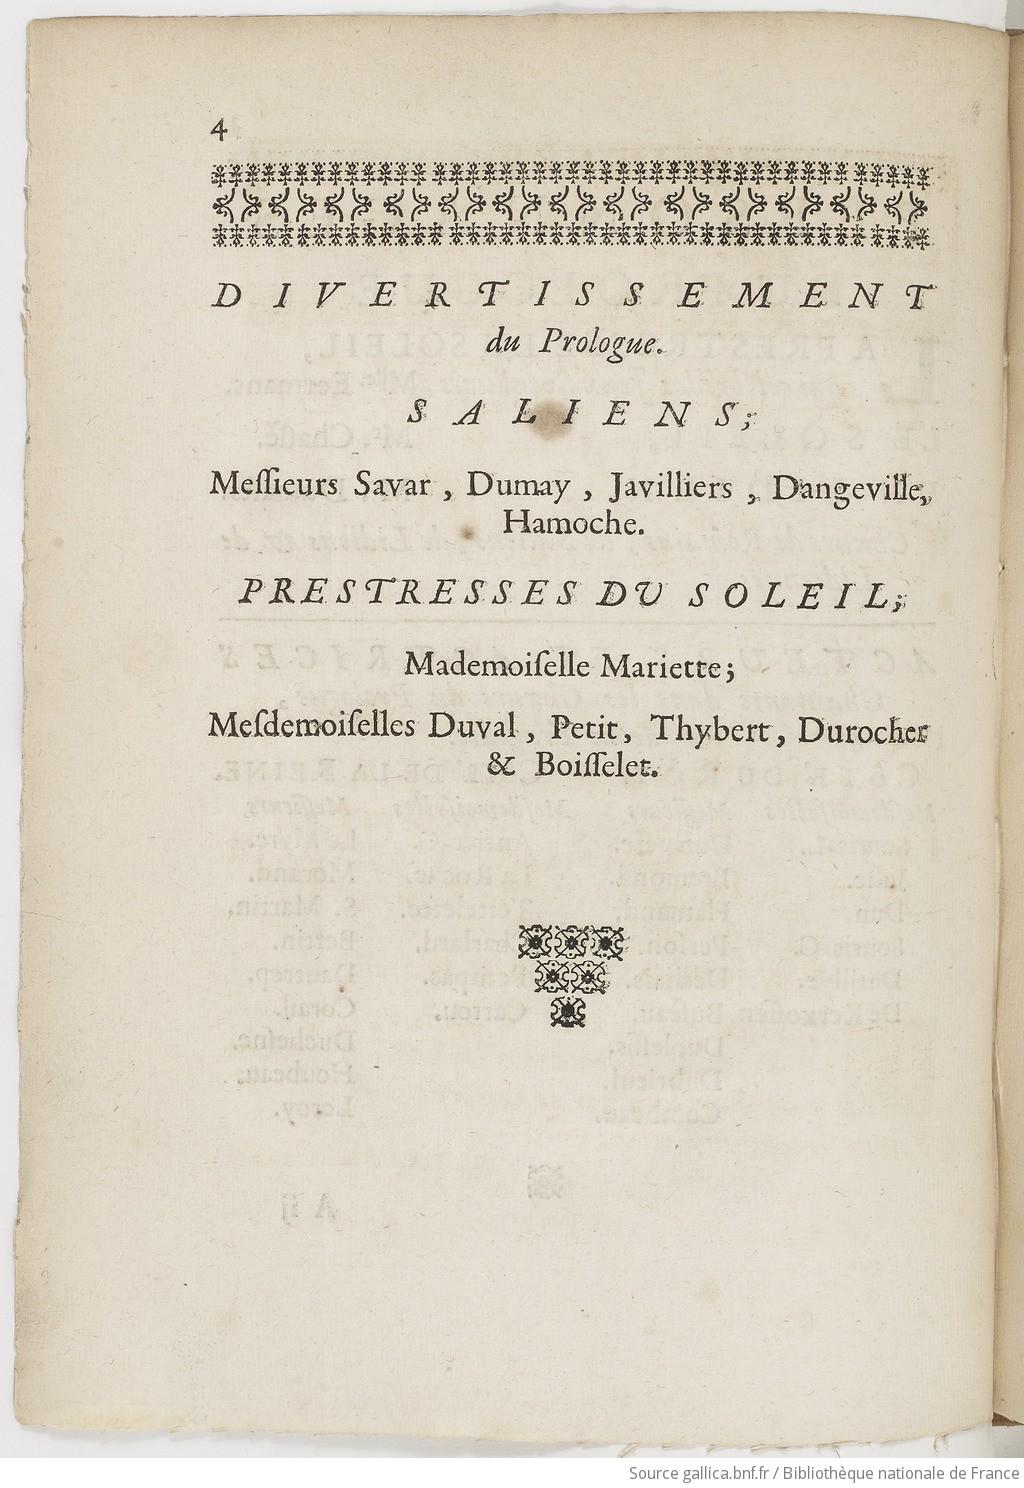 4
DIVERTISSEMENT
du Prologue.
SALIENS;
Meſſieurs Savar, Dumay, Javilliers, Dangeville,
Hamoche.
PRESTRESSES DU SOLEIL;
Mademoiſelle Mariette;
Meſdemoiſelles Duval, Petit, Thybert, Durocher
& Boiſſelet.
Source gallica.bnf.fr / Bibliothèque nationale de France